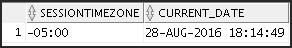 SESSIONTIMEZONE CURRENT_DATE
1 -05:00 28-AUG-2016 18:14:49